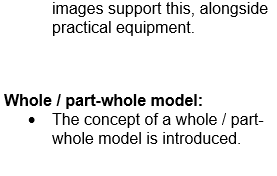 images support this, alongside
practical equipment.
Whole / part-whole model:
• The concept of a whole / part-
whole model is introduced.